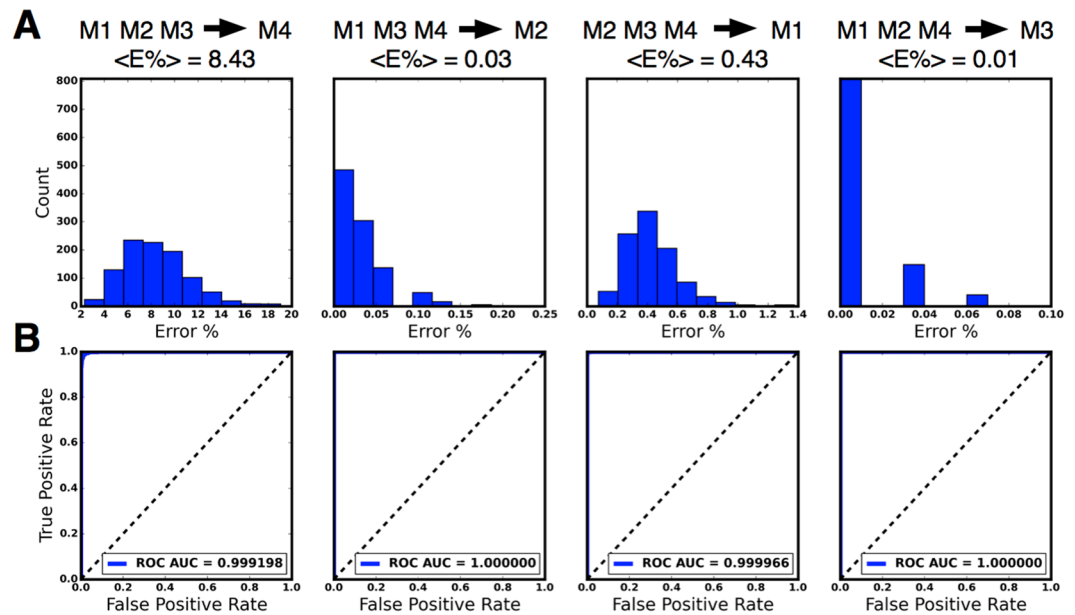 A
M1 M2 M3 M4
<E%> = 8.43
M1 M3 M4 M2
<E%> = 0.03
M2 M3 M4 M1
<E%> = 0.43
M1 M2 M4 M3
<E%> = 0.01
Count
800
700
600
500
400
300
200
100
0
2 4 6 8 10 12 14 16 18 20
Error %
0.00 0.05 0.10 0.15 0.20 0.25
Error %
0.0 0.2 0.4 0.6 0.8 1.0 1.2 1.4
Error %
0.00 0.02 0.04 0.06 0.08 0.10
Error %
B
True Positive Rate
1.0
0.8
0.6
0.4
0.2
0.0
ROC AUC = 0.999198
0.2 0.4 0.6 0.8 1.0
False Positive Rate
ROC AUC = 1.000000
0.2 0.4 0.6 0.8 1.0
False Positive Rate
ROC AUC = 0.999966
0.2 0.4 0.6 0.8 1.0
False Positive Rate
ROC AUC = 1.000000
0.2 0.4 0.6 0.8 1.0
False Positive Rate